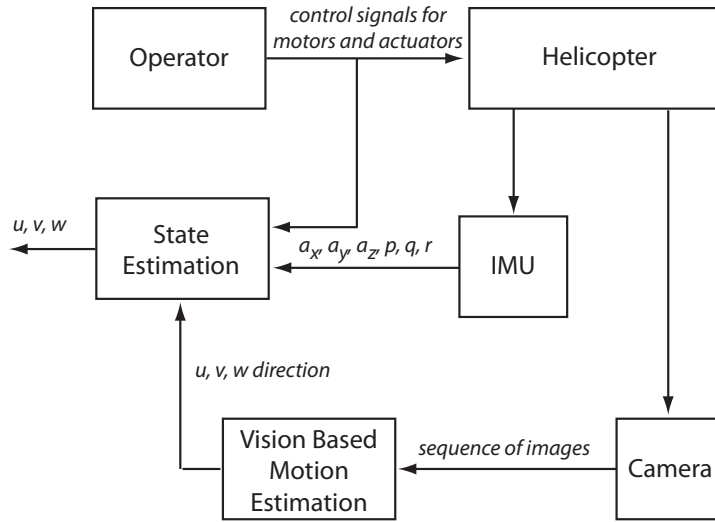 control signals for
motors and actuators
Operator
Helicopter
u, v, w
State
Estimation
a_x, a_y, a_z, p, q, r
IMU
u, v, w direction
Vision Based
Motion
Estimation
sequence of images
Camera